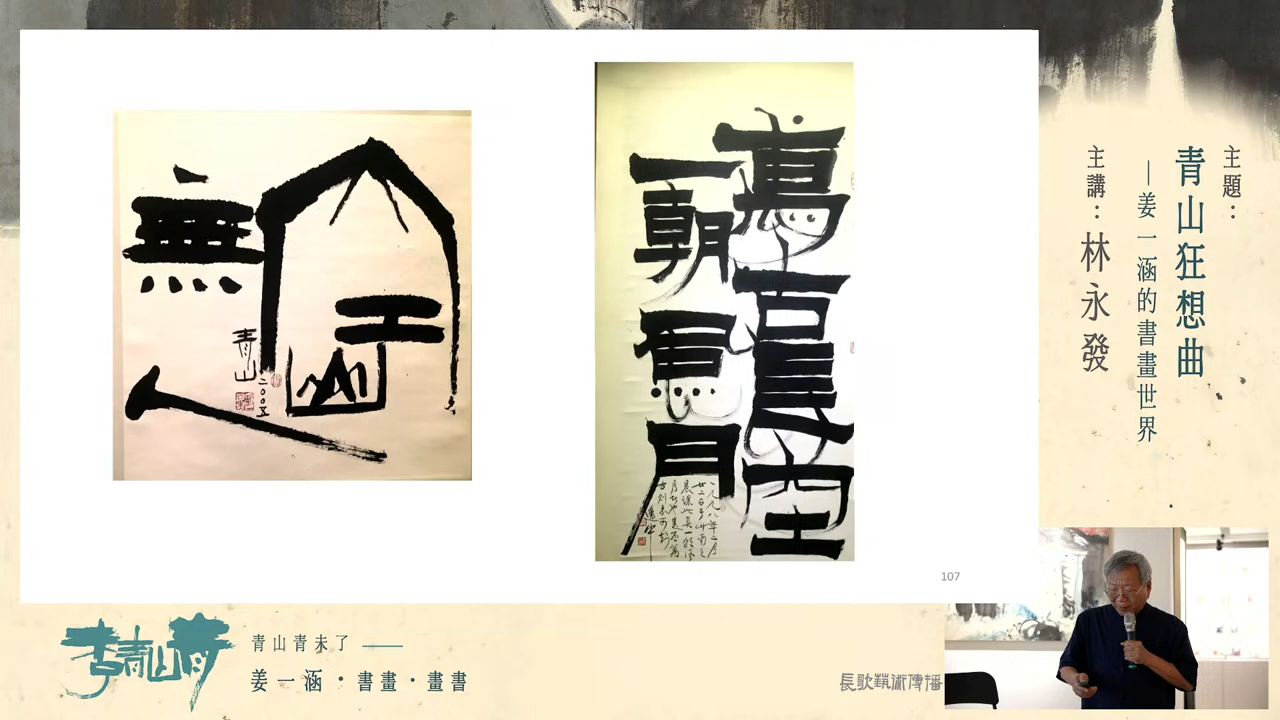 空山
無人
青山
二〇〇五
萬古長空
一朝風月
107
主題：
青山狂想曲
—姜一涵的書畫世界
主講：林永發
青山青未了——
姜一涵・書畫・畫書
長歌藝術傳播